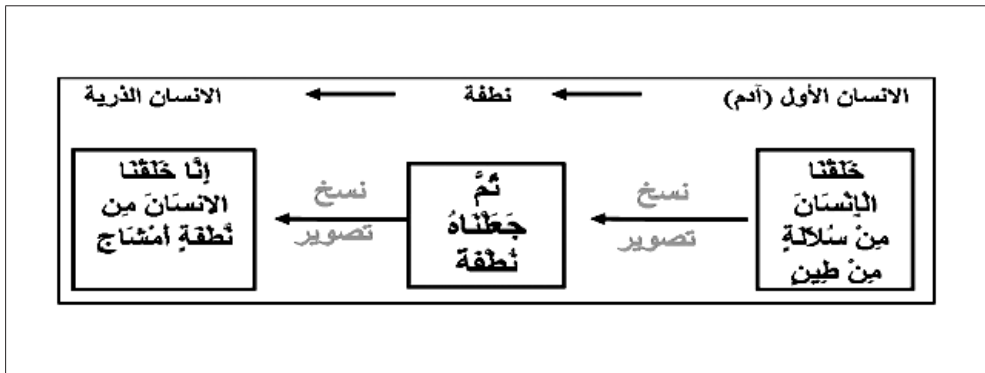 الانسان الأول (آدم)
نطفة
الانسان الذرية
خَلَقْنَا
الْإِنْسَانَ
مِنْ سُلَالَةٍ
مِنْ طِينٍ
نسخ
تصوير
ثُمَّ
جَعَلْنَاهُ
نُطْفَة
نسخ
تصوير
إِنَّا خَلَقْنَا
الانسَانَ مِن
نُطْفَةٍ أَمْشَاجٍ